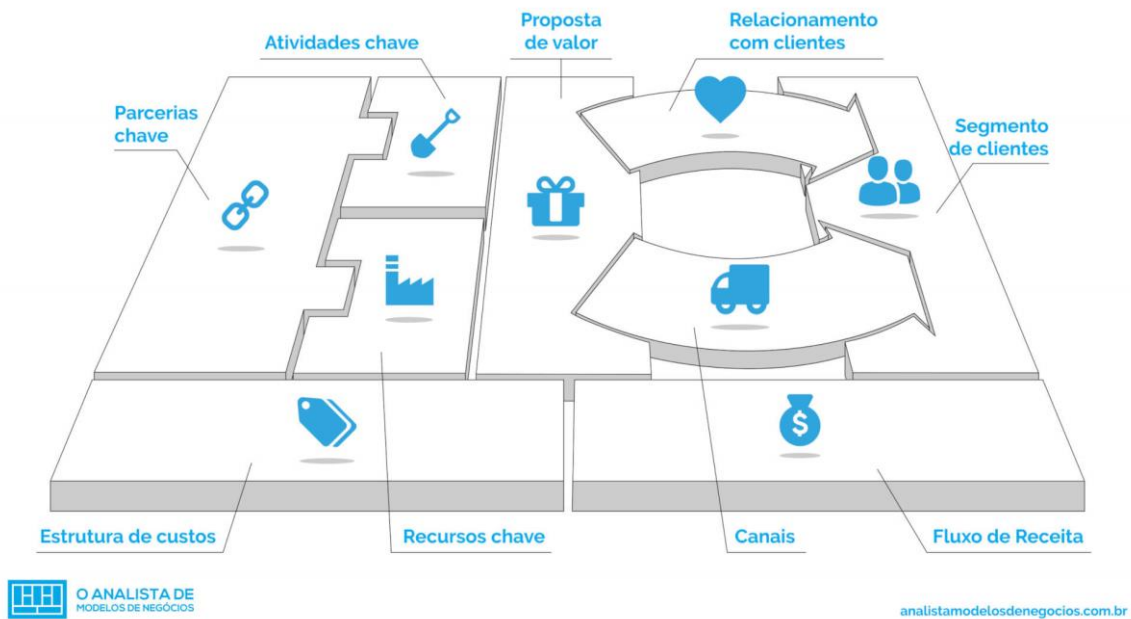 Proposta
de valor
Relacionamento
com clientes
Atividades chave
Parcerias
chave
Segmento
de clientes
$
Estrutura de custos
Recursos chave
Canais
Fluxo de Receita
O ANALISTA DE
MODELOS DE NEGÓCIOS
analistamodelosdenegocios.com.br